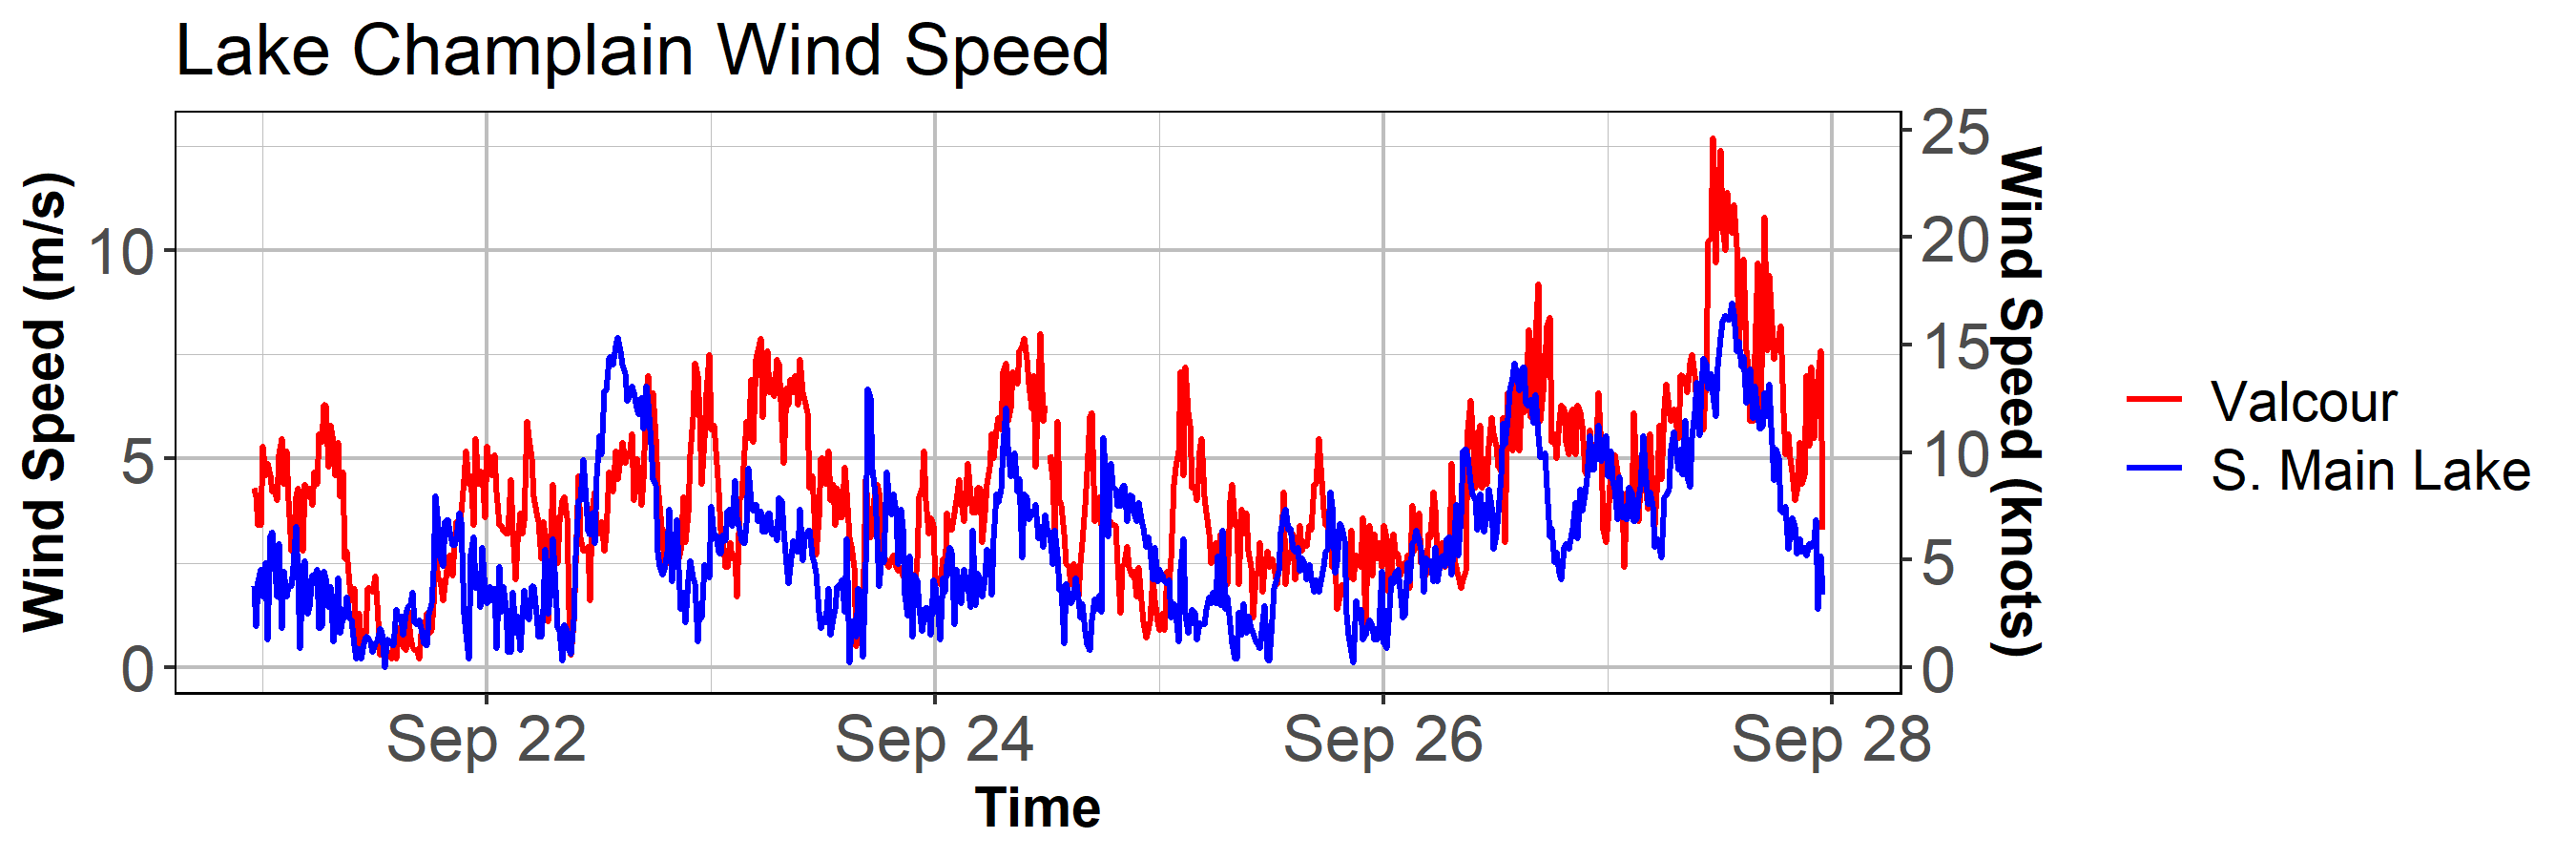 Lake Champlain Wind Speed
Wind Speed (m/s)
10
5
0
25
20
15
10
5
0
Wind Speed (knots)
Sep 22
Sep 24
Sep 26
Sep 28
Time
Valcour
S. Main Lake